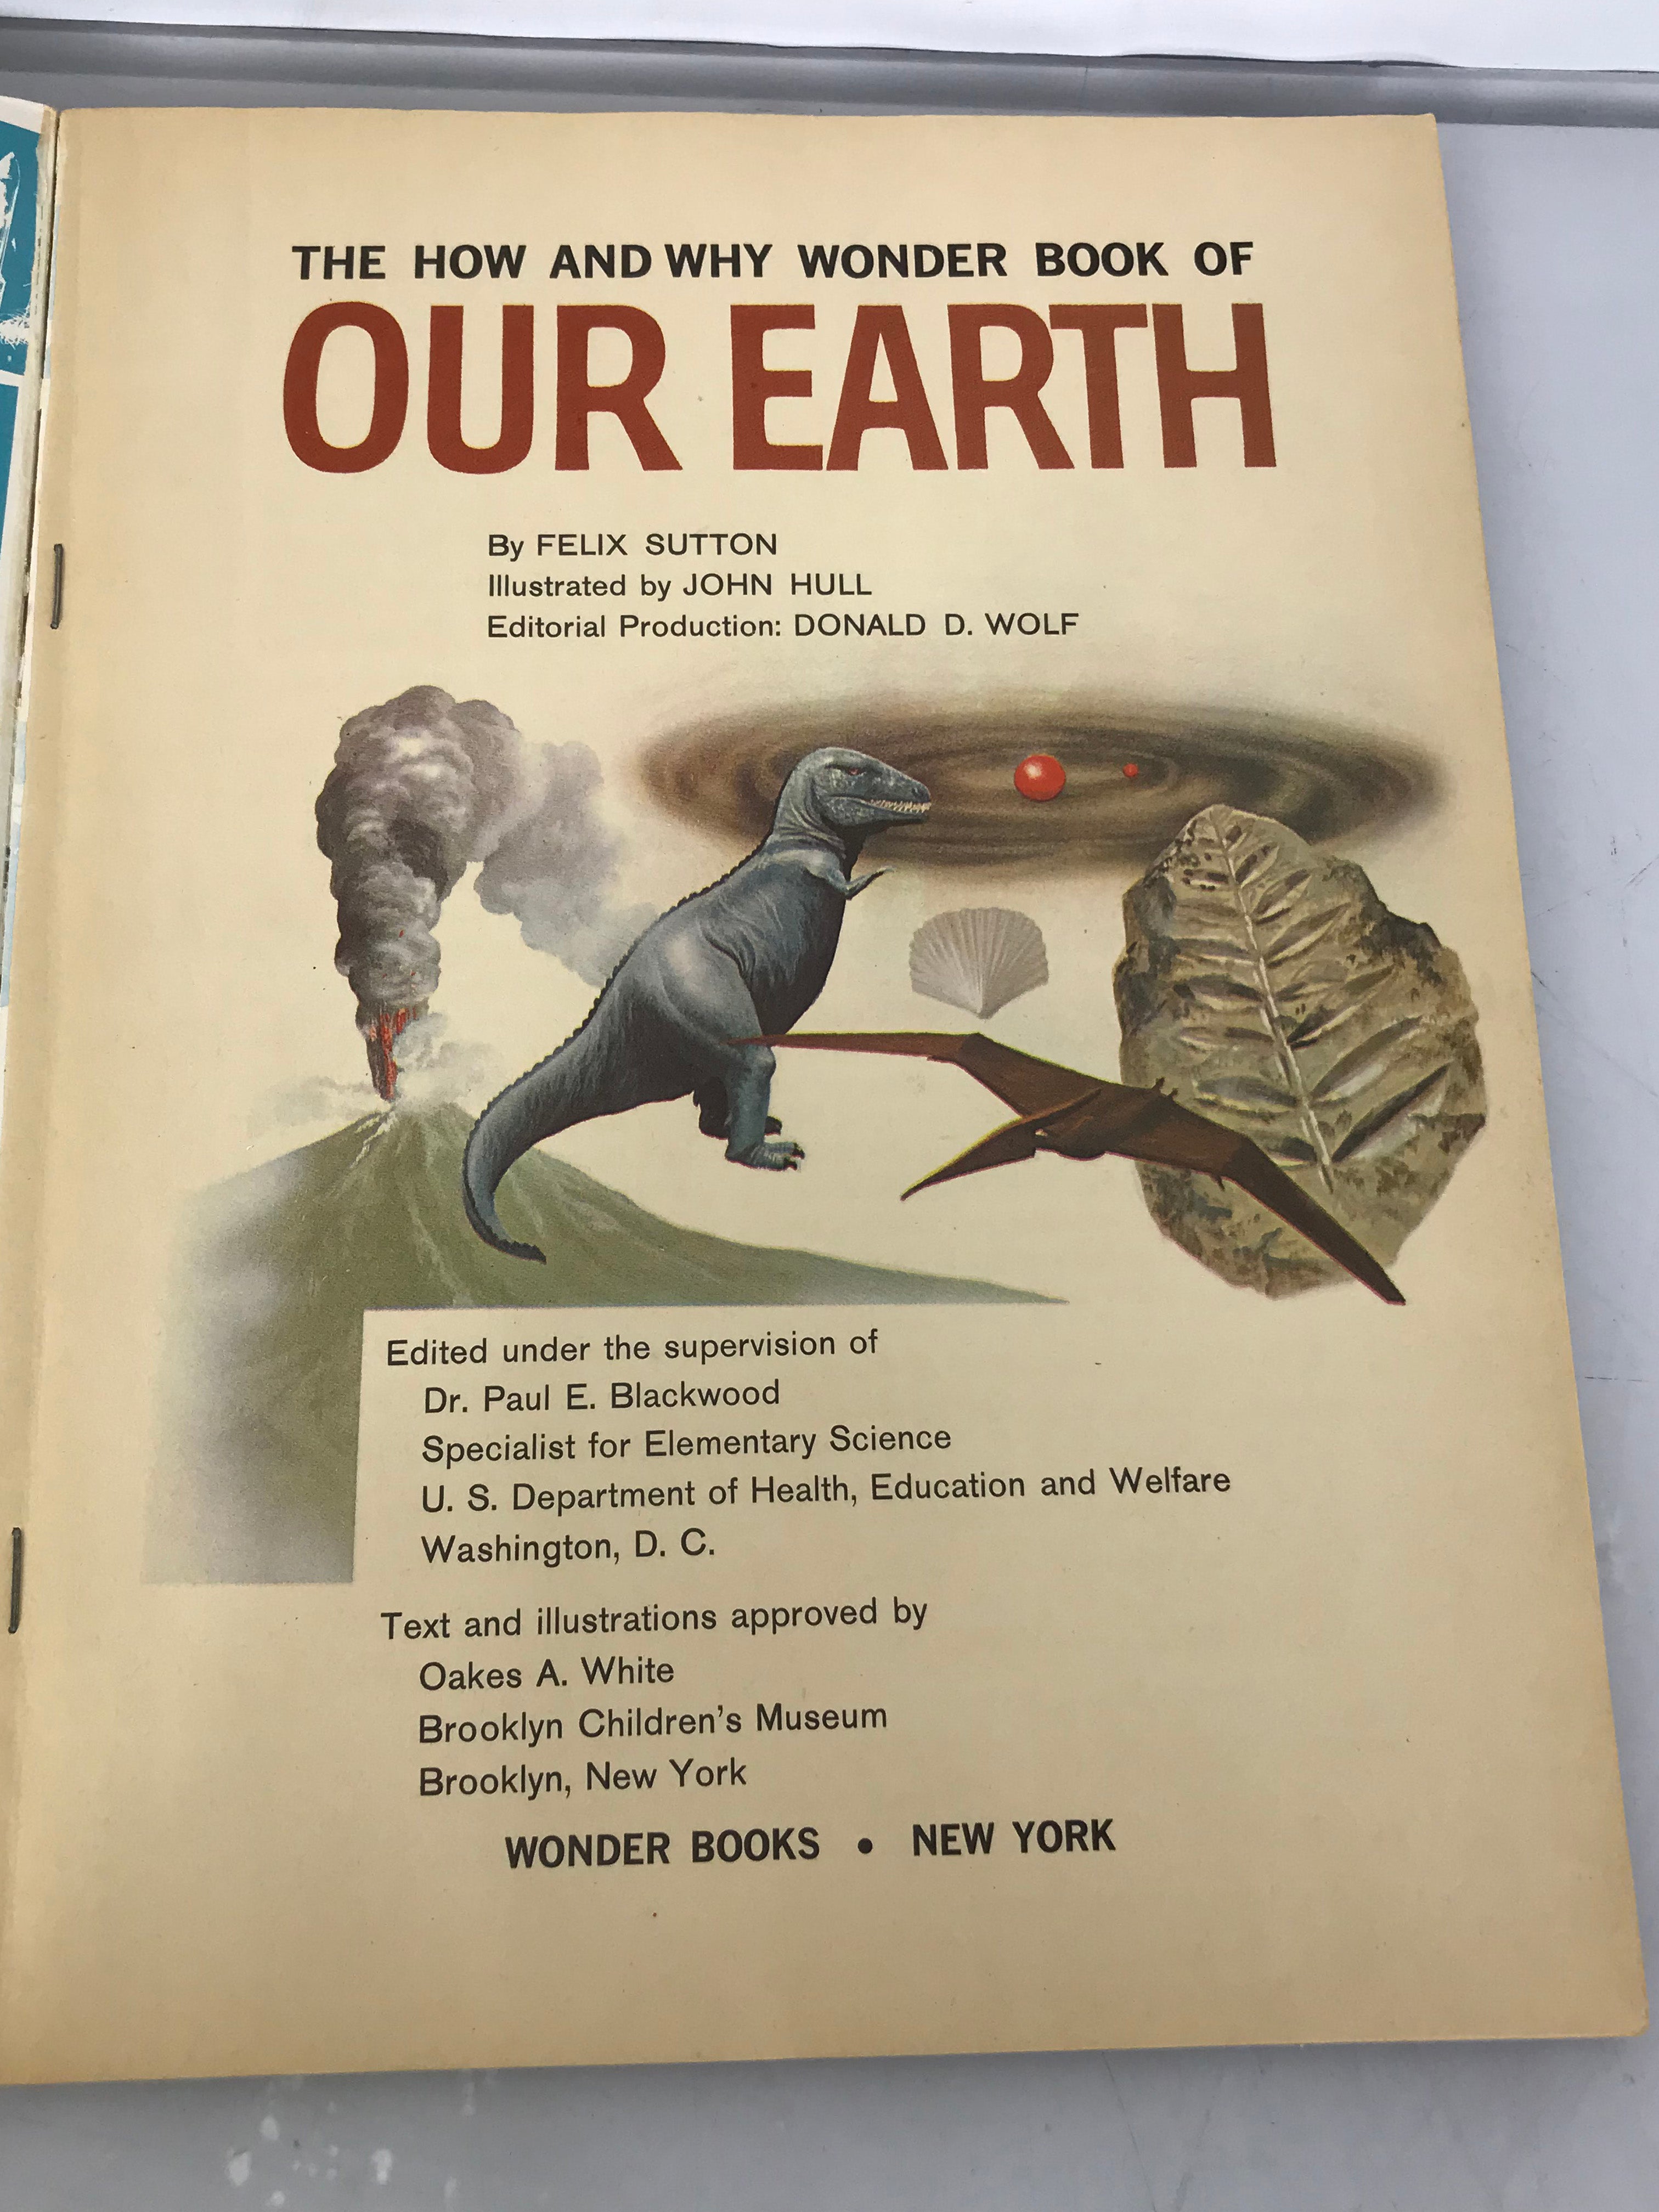 THE HOW AND WHY WONDER BOOK OF
OUR EARTH
By FELIX SUTTON
Illustrated by JOHN HULL
Editorial Production: DONALD D. WOLF
Edited under the supervision of
Dr. Paul E. Blackwood
Specialist for Elementary Science
U. S. Department of Health, Education and Welfare
Washington, D. C.
Text and illustrations approved by
Oakes A. White
Brooklyn Children's Museum
Brooklyn, New York
WONDER BOOKS • NEW YORK